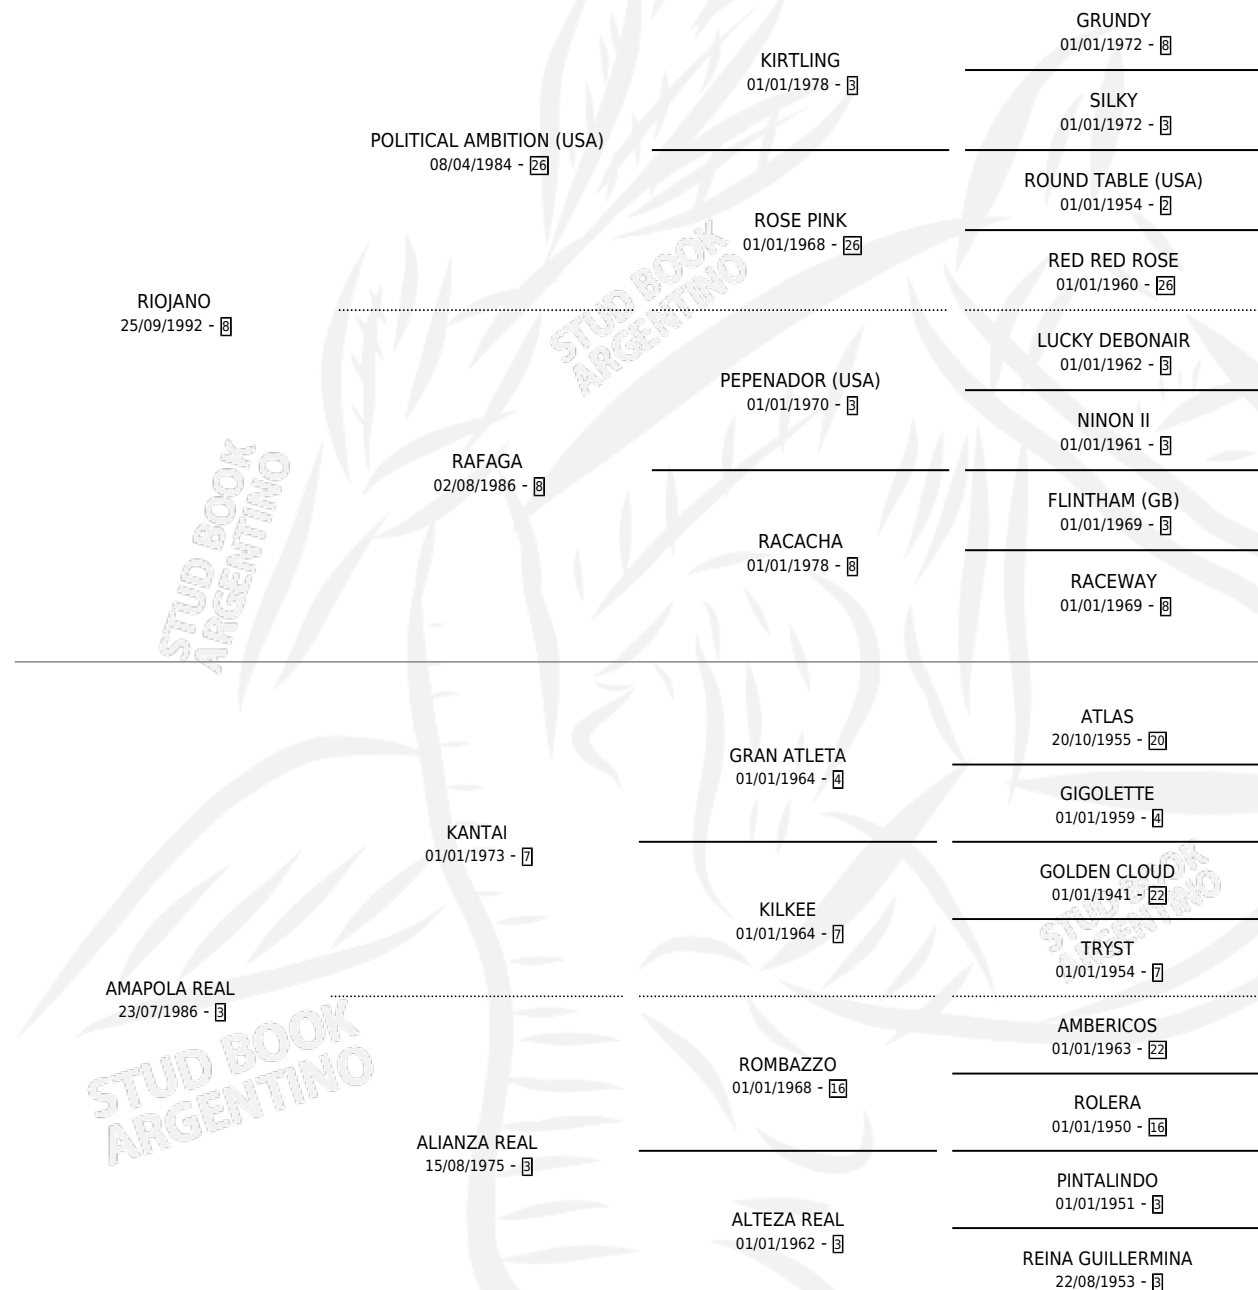 GRUNDY
01/01/1972 - 8
KIRTLING
01/01/1978 - 3
SILKY
01/01/1972 - 3
POLITICAL AMBITION (USA)
08/04/1984 - 26
ROUND TABLE (USA)
01/01/1954 - 2
ROSE PINK
01/01/1968 - 26
RED RED ROSE
01/01/1960 - 26
RIOJANO
25/09/1992 - 8
STUD BOOK
ARGENTINO
LUCKY DEBONAIR
01/01/1962 - 3
PEPENADOR (USA)
01/01/1970 - 3
NINON II
01/01/1961 - 3
RAFAGA
02/08/1986 - 8
FLINTHAM (GB)
01/01/1969 - 3
RACACHA
01/01/1978 - 8
RACEWAY
01/01/1969 - 8
STUD BOOK
ARGENTINO
ATLAS
20/10/1955 - 20
GRAN ATLETA
01/01/1964 - 4
GIGOLETTE
01/01/1959 - 4
KANTAI
01/01/1973 - 7
GOLDEN CLOUD
01/01/1941 - 22
KILKEE
01/01/1964 - 7
STUD BOOK
ARGENTINO
TRYST
01/01/1954 - 7
AMAPOLA REAL
23/07/1986 - 3
AMBERICOS
01/01/1963 - 22
STUD BOOK
ARGENTINO
ROMBAZZO
01/01/1968 - 16
ROLERA
01/01/1950 - 16
ALIANZA REAL
15/08/1975 - 3
PINTALINDO
01/01/1951 - 3
ALTEZA REAL
01/01/1962 - 3
REINA GUILLERMINA
22/08/1953 - 3